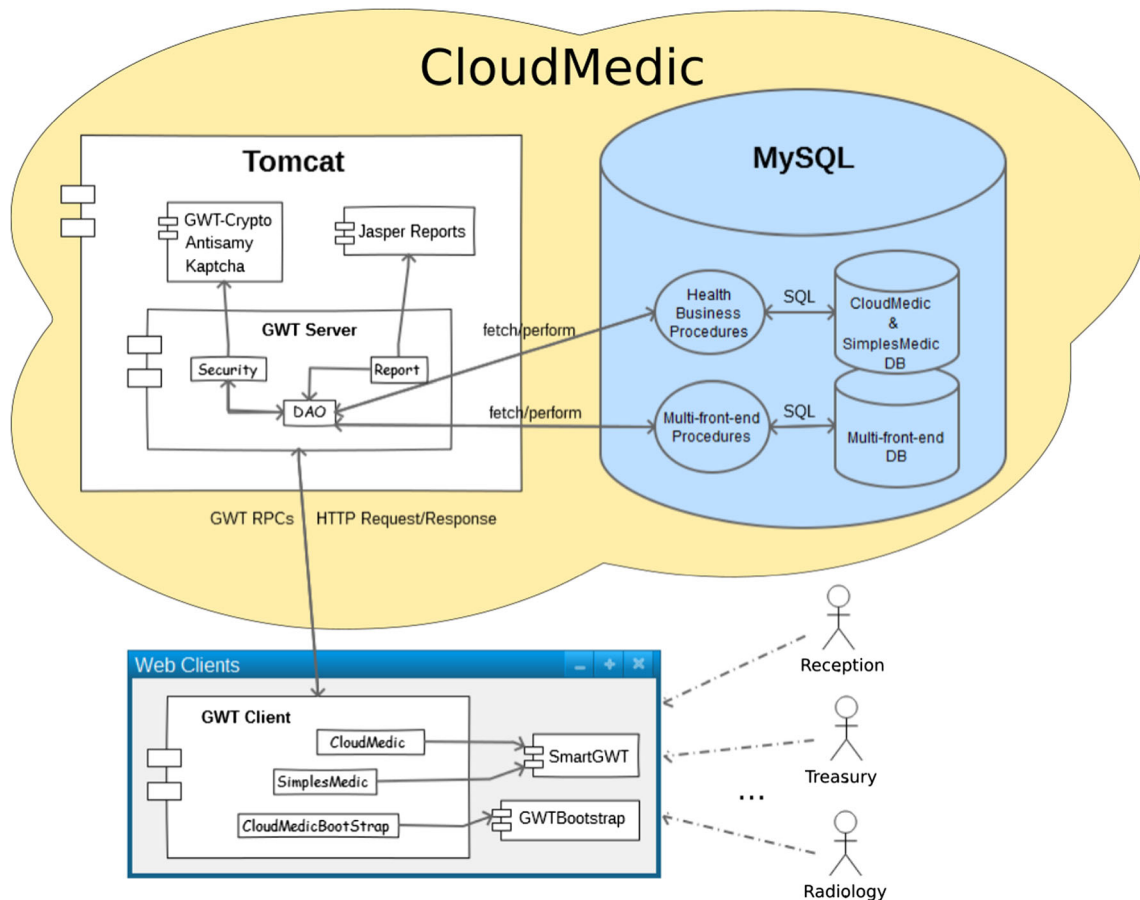 CloudMedic
Tomcat
GWT-Crypto
Antisamy
Kaptcha
Jasper Reports
GWT Server
Security
Report
DAO
fetch/perform
fetch/perform
MySQL
Health
Business
Procedures
SQL
CloudMedic
&
SimplesMedic
DB
Multi-front-end
Procedures
SQL
Multi-front-end
DB
GWT RPCs
HTTP Request/Response
Web Clients
GWT Client
CloudMedic
SimplesMedic
CloudMedicBootStrap
SmartGWT
GWTBootstrap
Reception
Treasury
...
Radiology